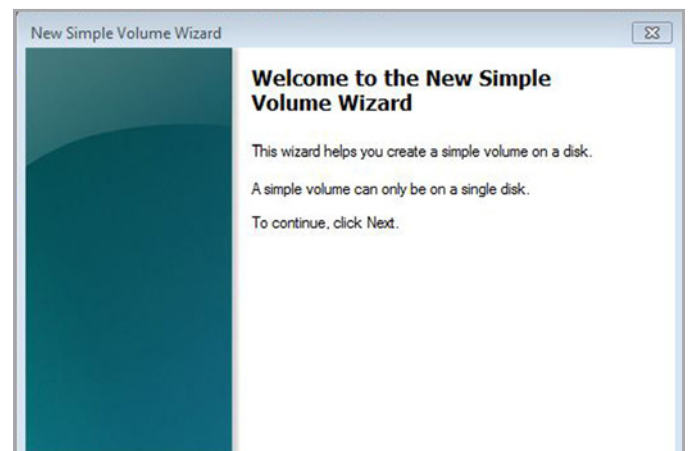 New Simple Volume Wizard
Welcome to the New Simple
Volume Wizard
This wizard helps you create a simple volume on a disk.
A simple volume can only be on a single disk.
To continue, click Next.